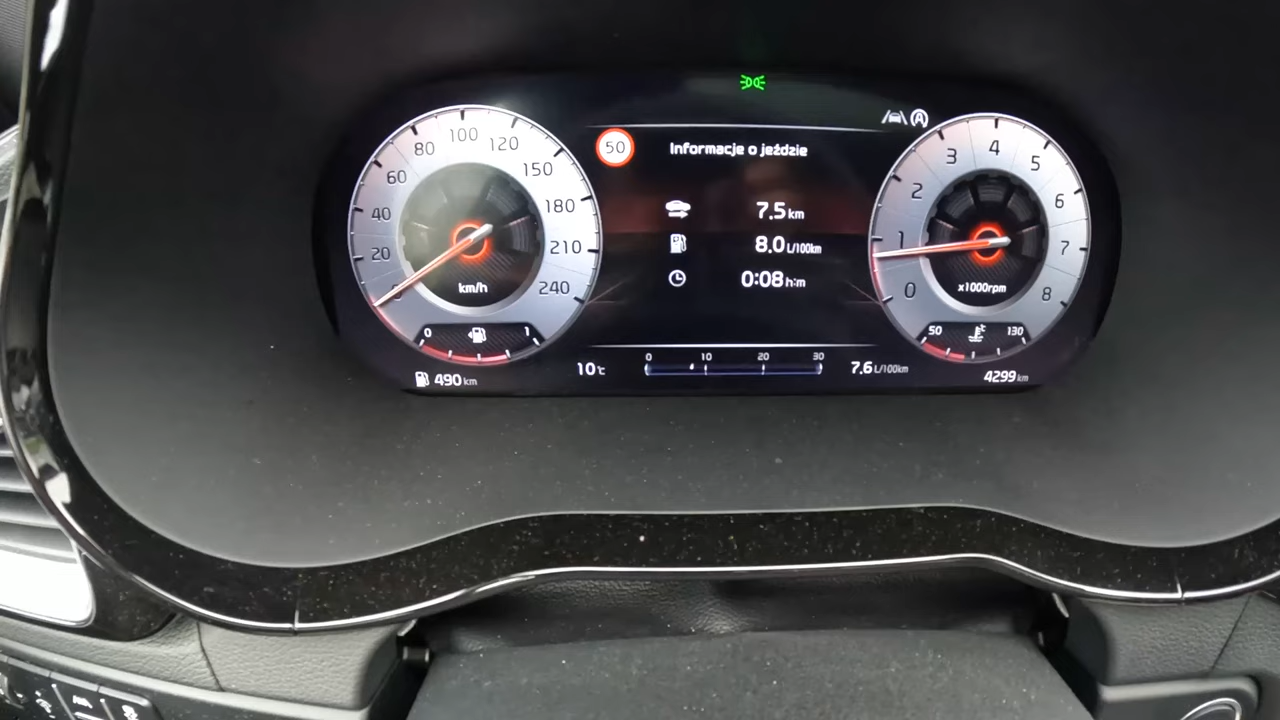 50
Informacje o jeździe
7.5 km
8.0 L/100km
0:08 h:m
0 20 40 60 80 100 120 150 180 210 240
km/h
0 1
490 km
10°C
0 10 20 30
7.6 L/100km
A
0 1 2 3 4 5 6 7 8
x1000rpm
50 °C 130
4299 km